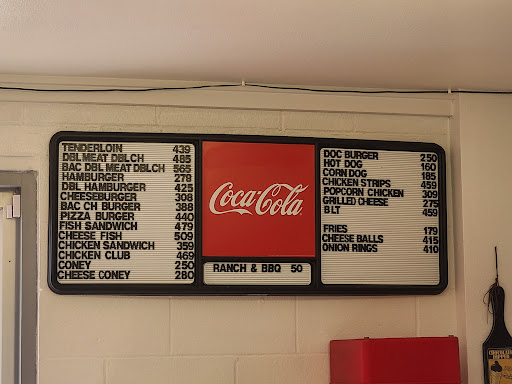 TENDERLOIN 439
DBL MEAT DBLCH 485
BAC DBL MEAT DBLCH 565
HAMBURGER 278
DBL HAMBURGER 425
CHEESEBURGER 308
BAC CH BURGER 388
PIZZA BURGER 440
FISH SANDWICH 479
CHEESE FISH 509
CHICKEN SANDWICH 359
CHICKEN CLUB 469
CONEY 250
CHEESE CONEY 280
Coca-Cola
RANCH & BBQ 50
DOC BURGER 250
HOT DOG 160
CORN DOG 185
CHICKEN STRIPS 459
POPCORN CHICKEN 309
GRILLED CHEESE 275
BLT 459
FRIES 179
CHEESE BALLS 415
ONION RINGS 410